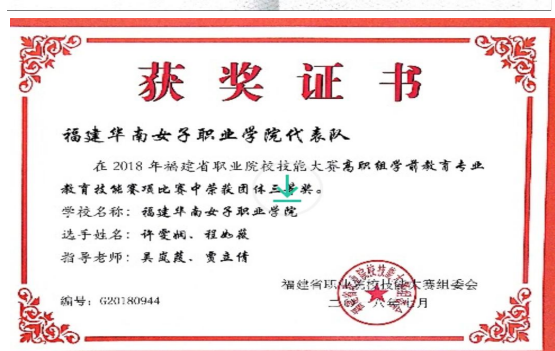 获奖证书
福建华南女子职业学院代表队
在2018年福建省职业院校技能大赛高职组学前教育专业
教育技能赛项比赛中荣获团体三等奖。
学校名称：福建华南女子职业学院
选手姓名：许雯娴、程如薇
指导老师：吴岚茂、贾立倩
福建省职业院校技能大赛组委会
编号：G20180944
二〇一八年七月